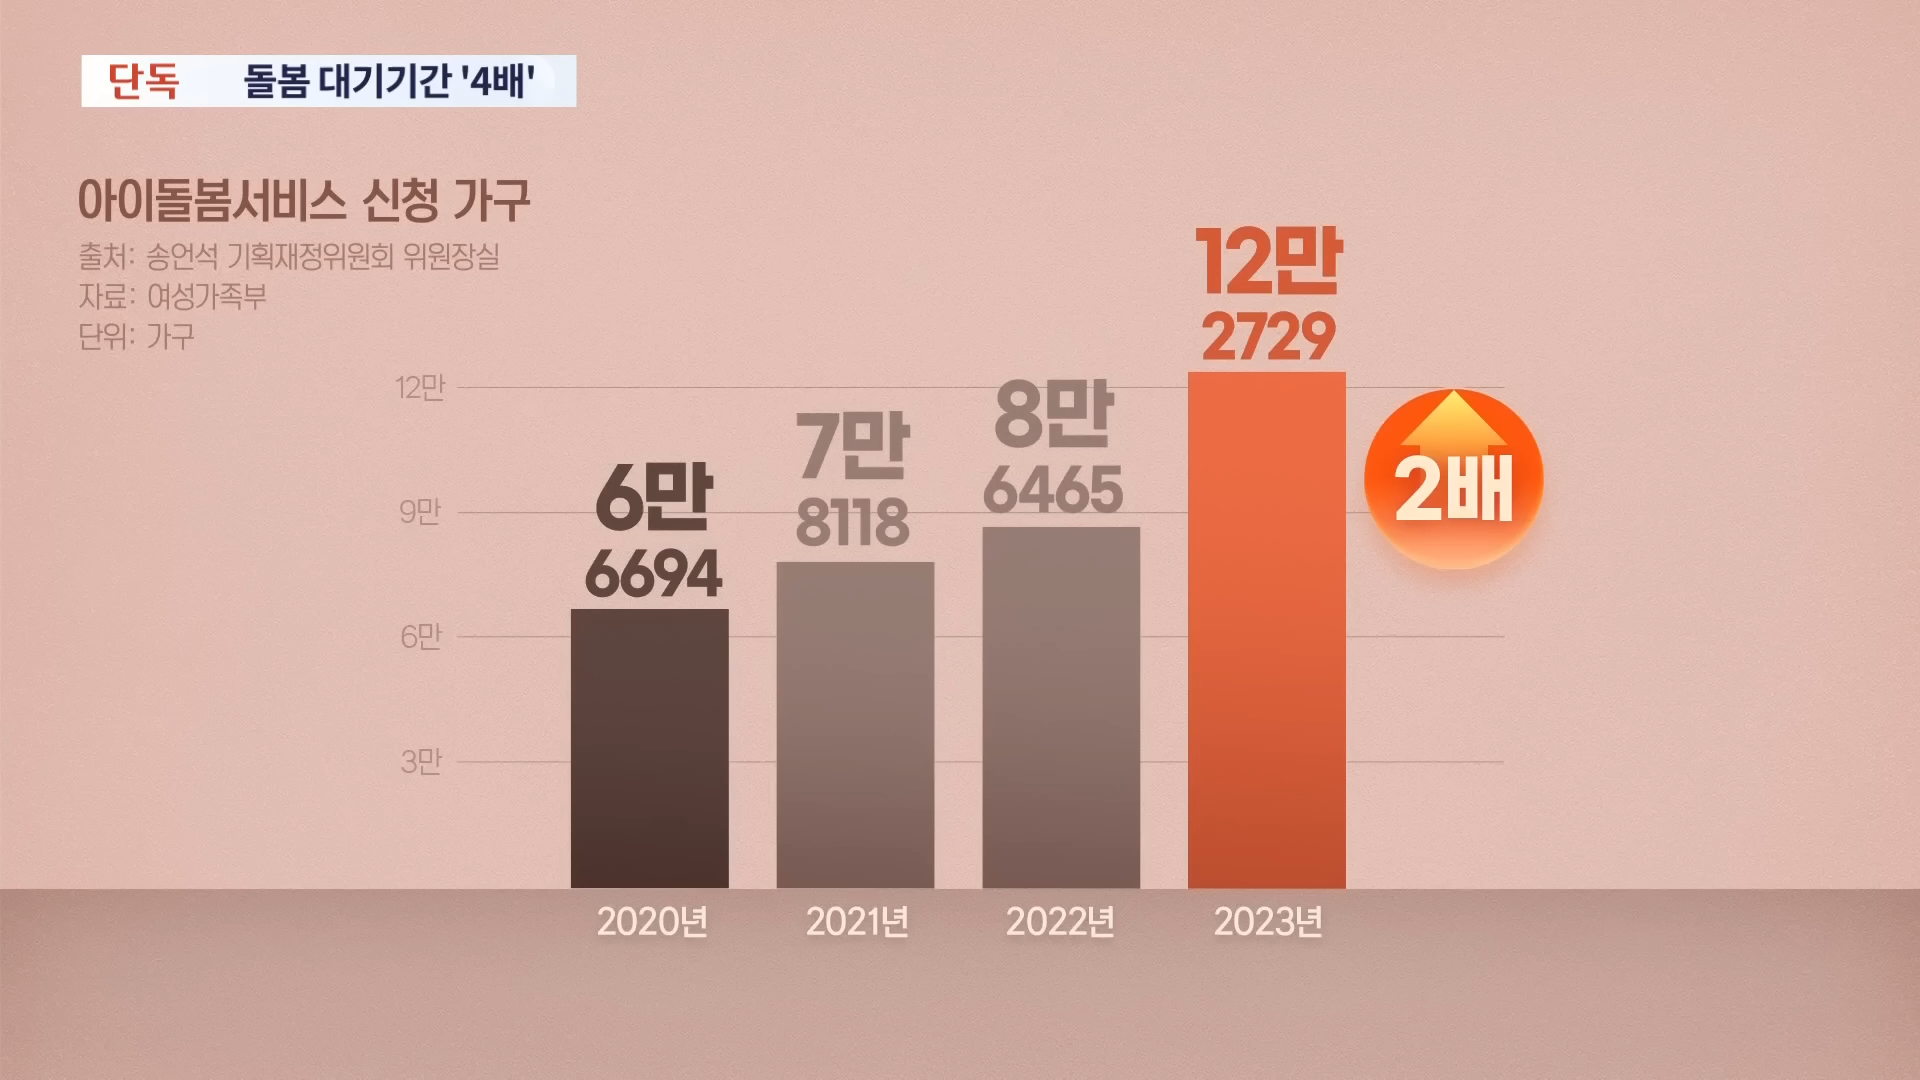 단독 돌봄 대기기간 '4배'
아이돌봄서비스 신청 가구
출처: 송언석 기획재정위원회 위원장실
자료: 여성가족부
단위: 가구
12만
9만
6만
3만
6만
6694
7만
8118
8만
6465
12만
2729
2배
2020년
2021년
2022년
2023년